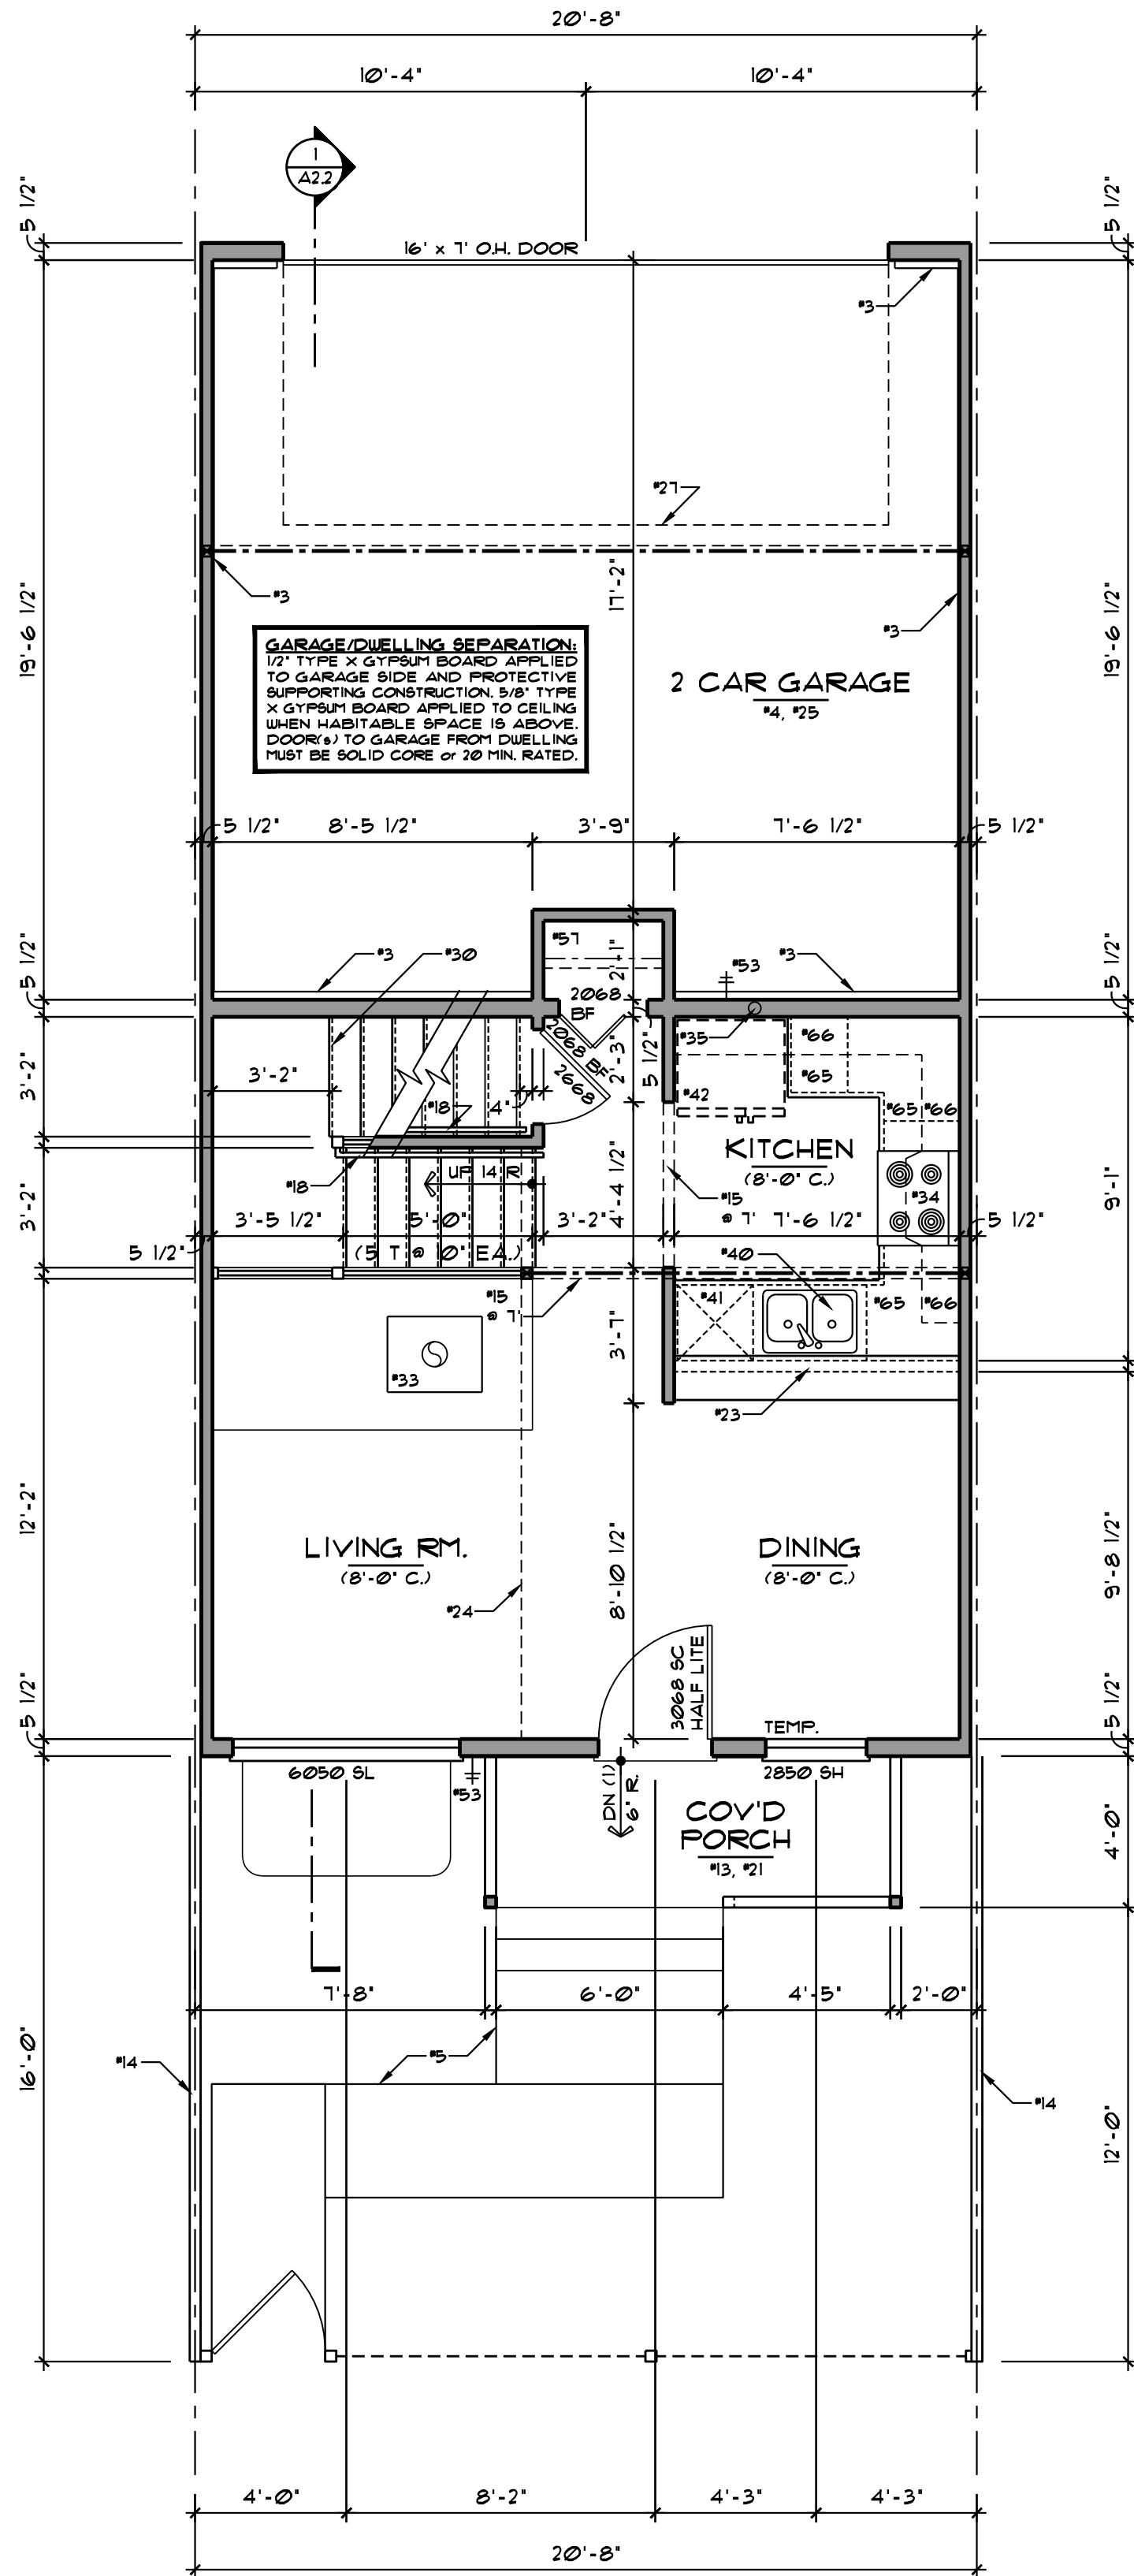 20'-8"
10'-4" 10'-4"
1
A2.2
5 1/2" 5 1/2"
16' x 7' O.H. DOOR
#3
#27
17'-2"
#3
#3
19'-6 1/2" 19'-6 1/2"
GARAGE/DWELLING SEPARATION:
1/2" TYPE X GYPSUM BOARD APPLIED
TO GARAGE SIDE AND PROTECTIVE
SUPPORTING CONSTRUCTION. 5/8" TYPE
X GYPSUM BOARD APPLIED TO CEILING
WHEN HABITABLE SPACE IS ABOVE.
DOOR(s) TO GARAGE FROM DWELLING
MUST BE SOLID CORE or 20 MIN. RATED.
2 CAR GARAGE
#4, #25
5 1/2" 8'-5 1/2" 3'-9" 7'-6 1/2" 5 1/2"
#57
2'-1"
#3 #30 #53 #3
5 1/2" 5 1/2"
2068
BF
2068 BF
2668
2'-3"
5 1/2"
#35 #66
#65
3'-2"
3'-2"
#42
#18 4"
#65 #66
KITCHEN
(8'-0" C.)
UP 14 R
#18
#15
@ 7'
#34
3'-2"
4'-4 1/2"
9'-1"
3'-5 1/2" 5'-0" 3'-2" 7'-6 1/2" 5 1/2"
5 1/2"
(5 T @ 10" EA.)
#40
#15
@ 7'
#41 #65 #66
3'-7"
#33
#23
12'-2"
LIVING RM.
(8'-0" C.)
DINING
(8'-0" C.)
8'-10 1/2"
9'-8 1/2"
#24
3068 SC
HALF LITE
TEMP.
5 1/2" 5 1/2"
6050 SL
#53
DN (1)
6" R.
2850 SH
COV'D
PORCH
#13, #21
4'-0"
7'-8" 6'-0" 4'-5" 2'-0"
#5
#14
#14
16'-0"
12'-0"
4'-0" 8'-2" 4'-3" 4'-3"
20'-8"